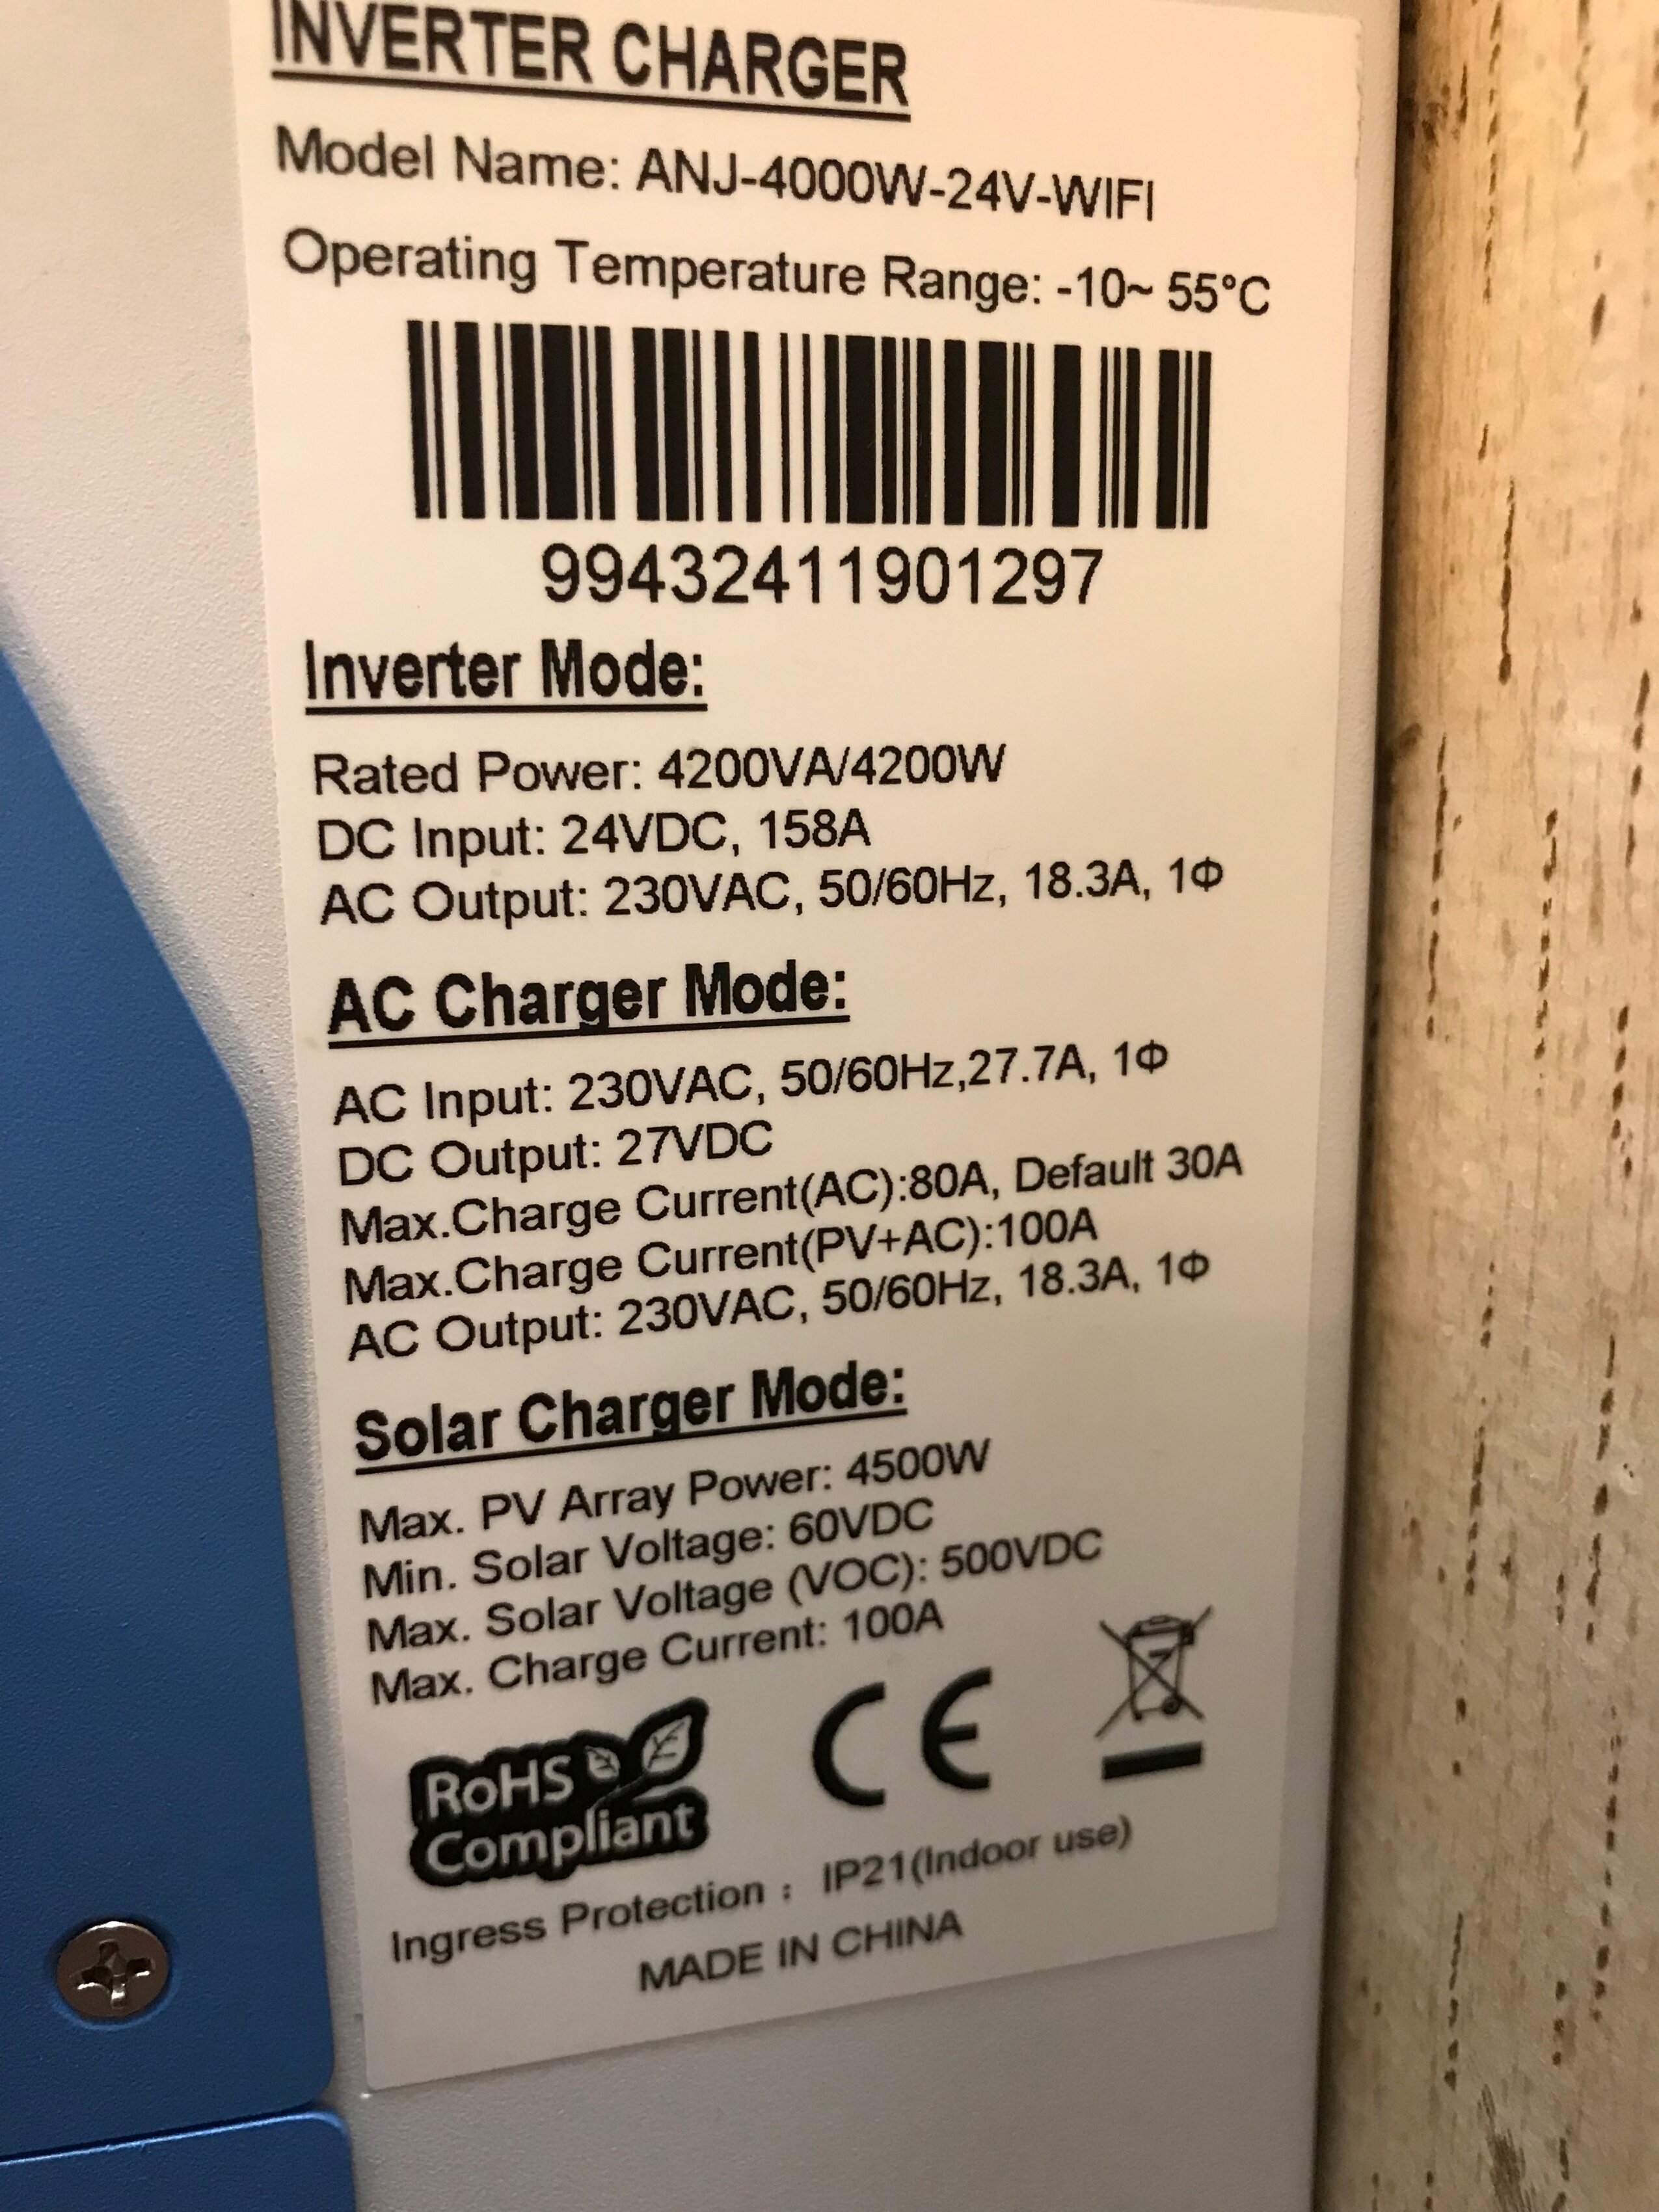 INVERTER CHARGER
Model Name: ANJ-4000W-24V-WIFI
Operating Temperature Range: -10~ 55°C
99432411901297
Inverter Mode:
Rated Power: 4200VA/4200W
DC Input: 24VDC, 158A
AC Output: 230VAC, 50/60Hz, 18.3A, 1Φ
AC Charger Mode:
AC Input: 230VAC, 50/60Hz,27.7A, 1Φ
DC Output: 27VDC
Max.Charge Current(AC):80A, Default 30A
Max.Charge Current(PV+AC):100A
AC Output: 230VAC, 50/60Hz, 18.3A, 1Φ
Solar Charger Mode:
Max. PV Array Power: 4500W
Min. Solar Voltage: 60VDC
Max. Solar Voltage (VOC): 500VDC
Max. Charge Current: 100A
RoHS
Compliant
CE
Ingress Protection : IP21(Indoor use)
MADE IN CHINA